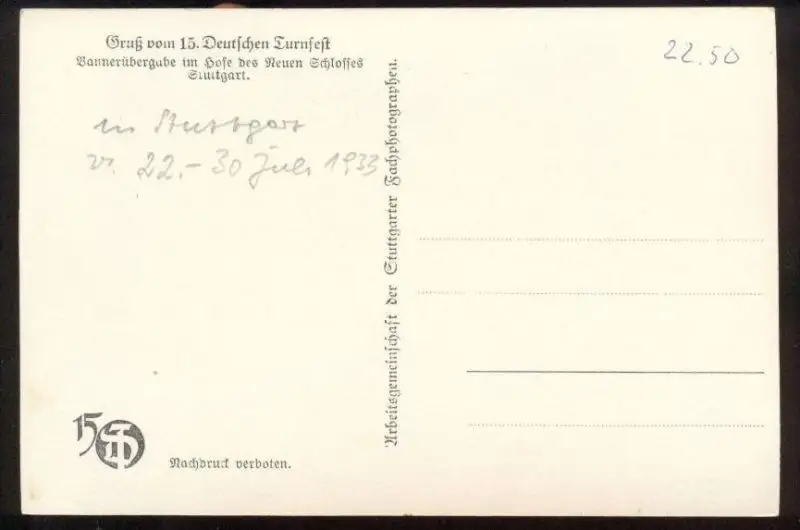 Gruß vom 15. Deutschen Turnfest
Bannerübergabe im Hofe des Neuen Schlosses
Stuttgart.
in Stuttgart
v. 22.-30 Juli 1933
22.50
Arbeitsgemeinschaft der Stuttgarter Fachphotographen.
15 DT
Nachdruck verboten.